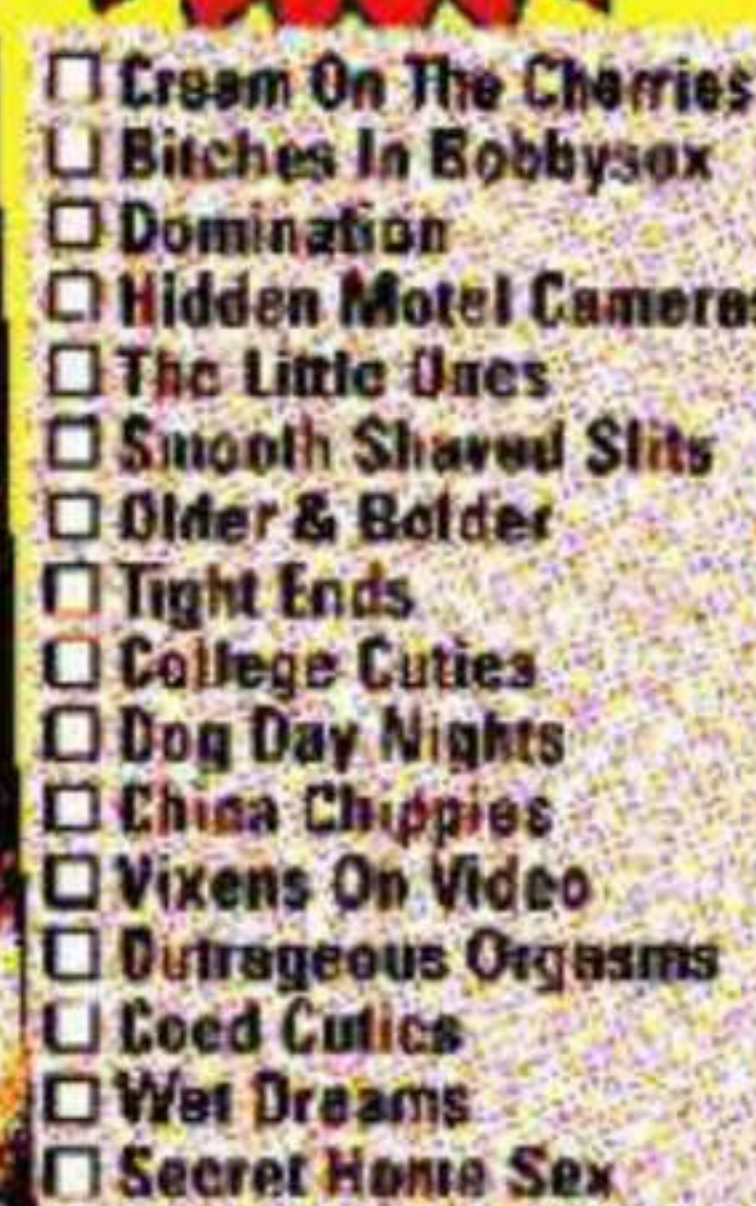 Cream On The Cherries
Bitches In Bobbysox
Domination
Hidden Motel Camera
The Little Ones
Smooth Shaved Slits
Older & Bolder
Tight Ends
College Cuties
Dog Day Nights
China Chippies
Vixens On Video
Outrageous Orgasms
Coed Cuties
Wet Dreams
Secret Home Sex